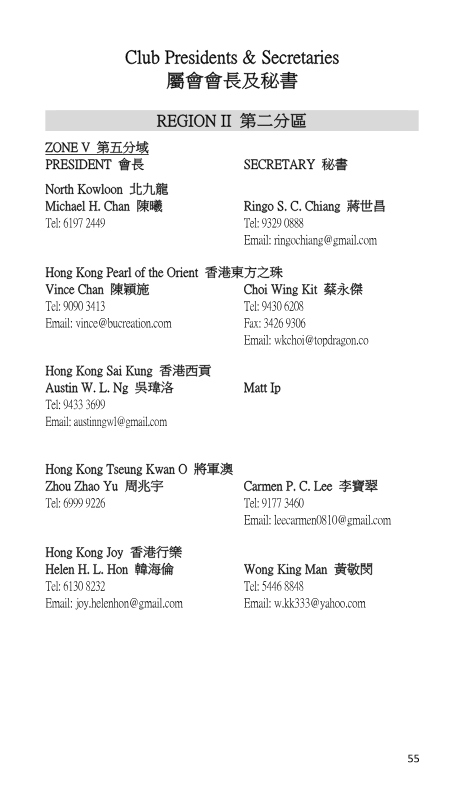 Club Presidents & Secretaries
屬會會長及秘書
REGION II 第二分區
ZONE V 第五分域
PRESIDENT 會長 SECRETARY 秘書
North Kowloon 北九龍
Michael H. Chan 陳曦 Ringo S. C. Chiang 蔣世昌
Tel: 6197 2449 Tel: 9329 0888
Email: ringochiang@gmail.com
Hong Kong Pearl of the Orient 香港東方之珠
Vince Chan 陳穎施 Choi Wing Kit 蔡永傑
Tel: 9090 3413 Tel: 9430 6208
Email: vince@bucreation.com Fax: 3426 9306
Email: wkchoi@topdragon.co
Hong Kong Sai Kung 香港西貢
Austin W. L. Ng 吳瑋洛 Matt Ip
Tel: 9433 3699
Email: austinngwl@gmail.com
Hong Kong Tseung Kwan O 將軍澳
Zhou Zhao Yu 周兆宇 Carmen P. C. Lee 李寶翠
Tel: 6999 9226 Tel: 9177 3460
Email: leecarmen0810@gmail.com
Hong Kong Joy 香港行樂
Helen H. L. Hon 韓海倫 Wong King Man 黃敬閔
Tel: 6130 8232 Tel: 5446 8848
Email: joy.helenhon@gmail.com Email: w.kk333@yahoo.com
55